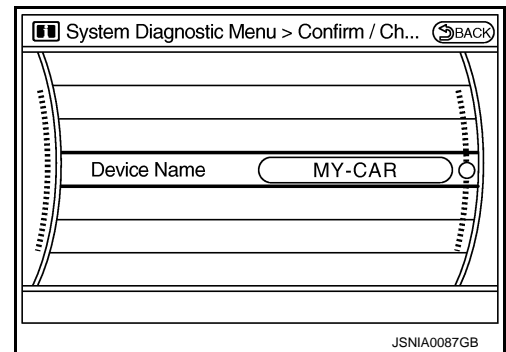 System Diagnostic Menu > Confirm / Ch... BACK
Device Name MY-CAR
JSNIA0087GB